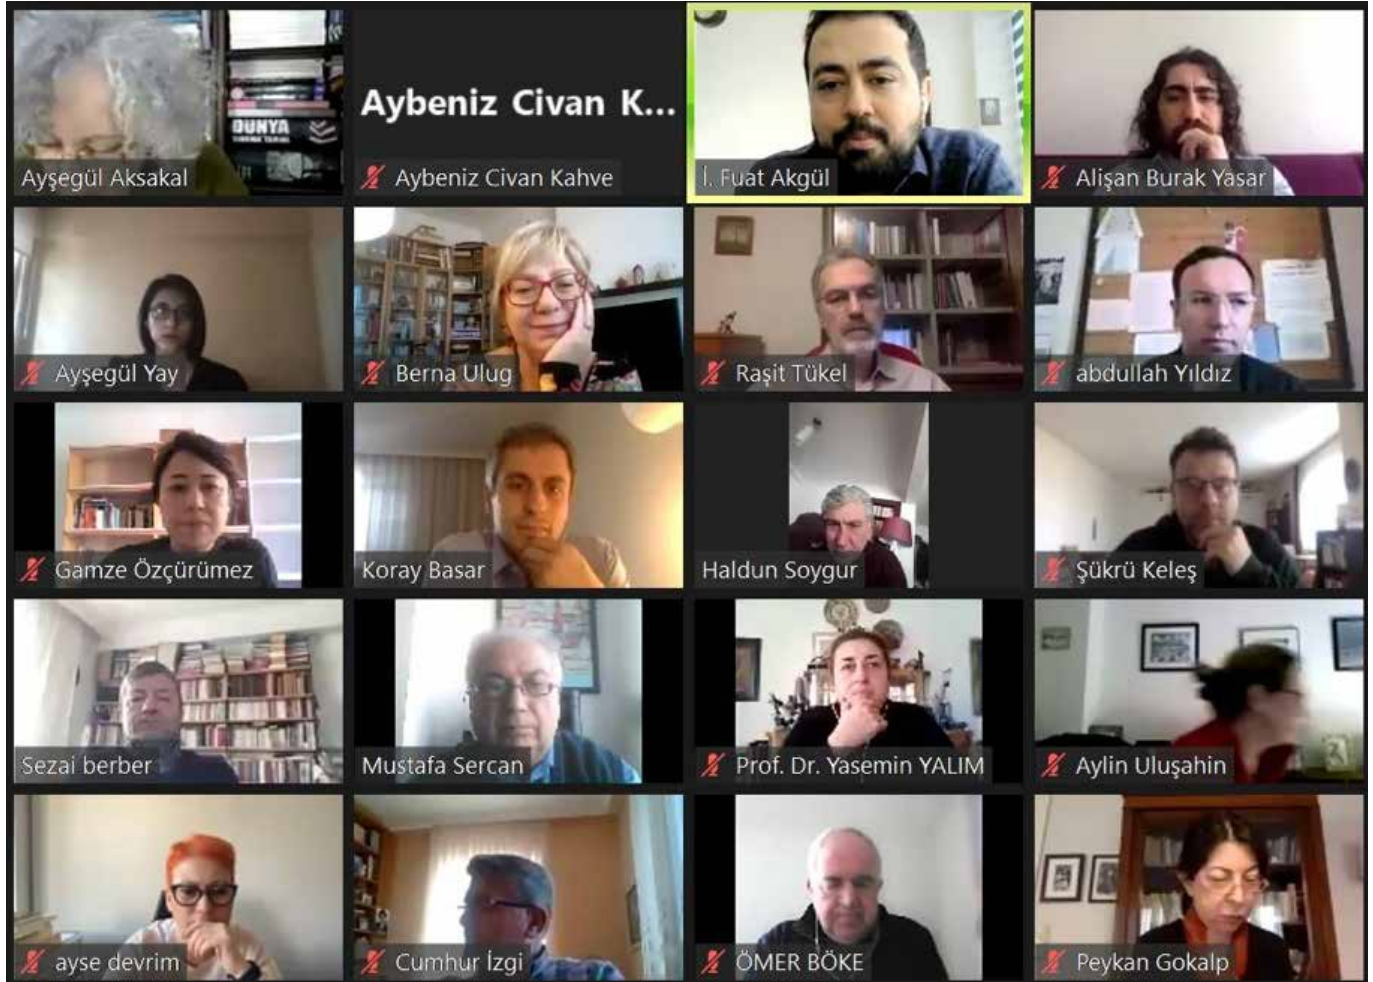 DUNYA
Ayşegül Aksakal
Aybeniz Civan K...
Aybeniz Civan Kahve
İ. Fuat Akgül
Alişan Burak Yasar
Ayşegül Yay
Berna Ulug
Raşit Tükel
abdullah Yıldız
Gamze Özçürümez
Koray Basar
Haldun Soygur
Şükrü Keleş
Sezai berber
Mustafa Sercan
Prof. Dr. Yasemin YALIM
Aylin Uluşahin
ayse devrim
Cumhur İzgi
ÖMER BÖKE
Peykan Gokalp